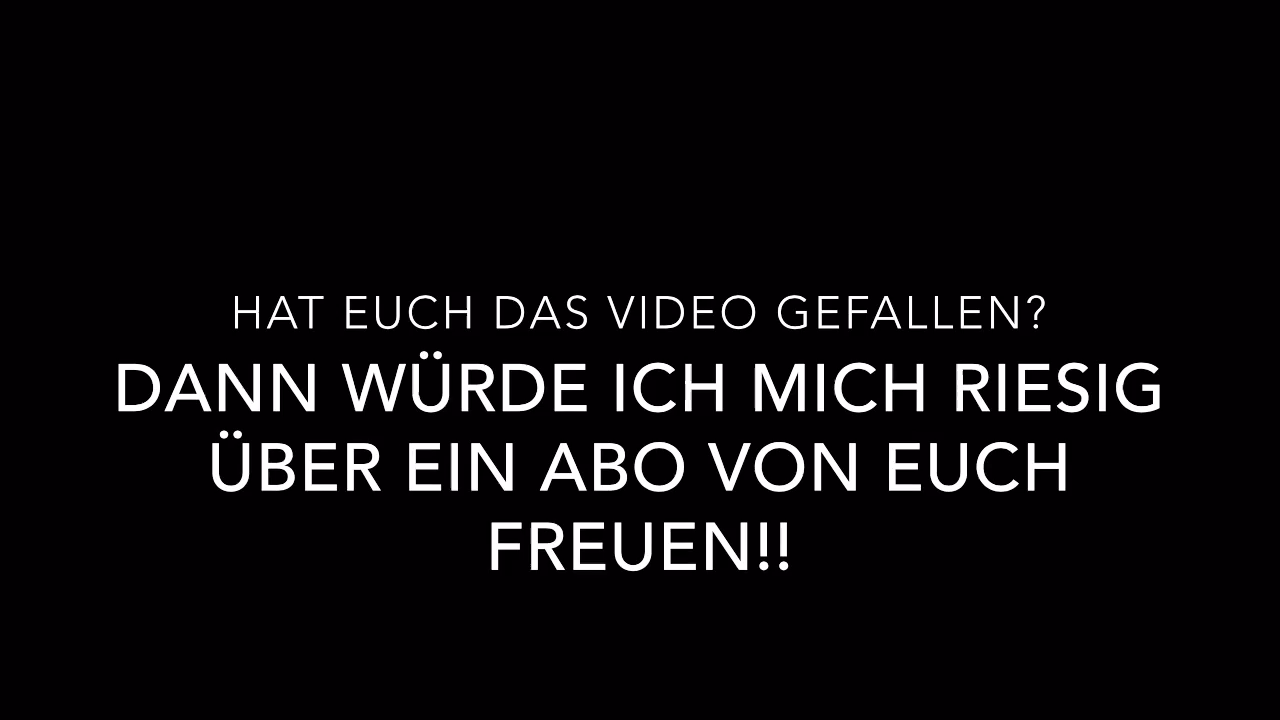 HAT EUCH DAS VIDEO GEFALLEN?
DANN WÜRDE ICH MICH RIESIG
ÜBER EIN ABO VON EUCH
FREUEN!!